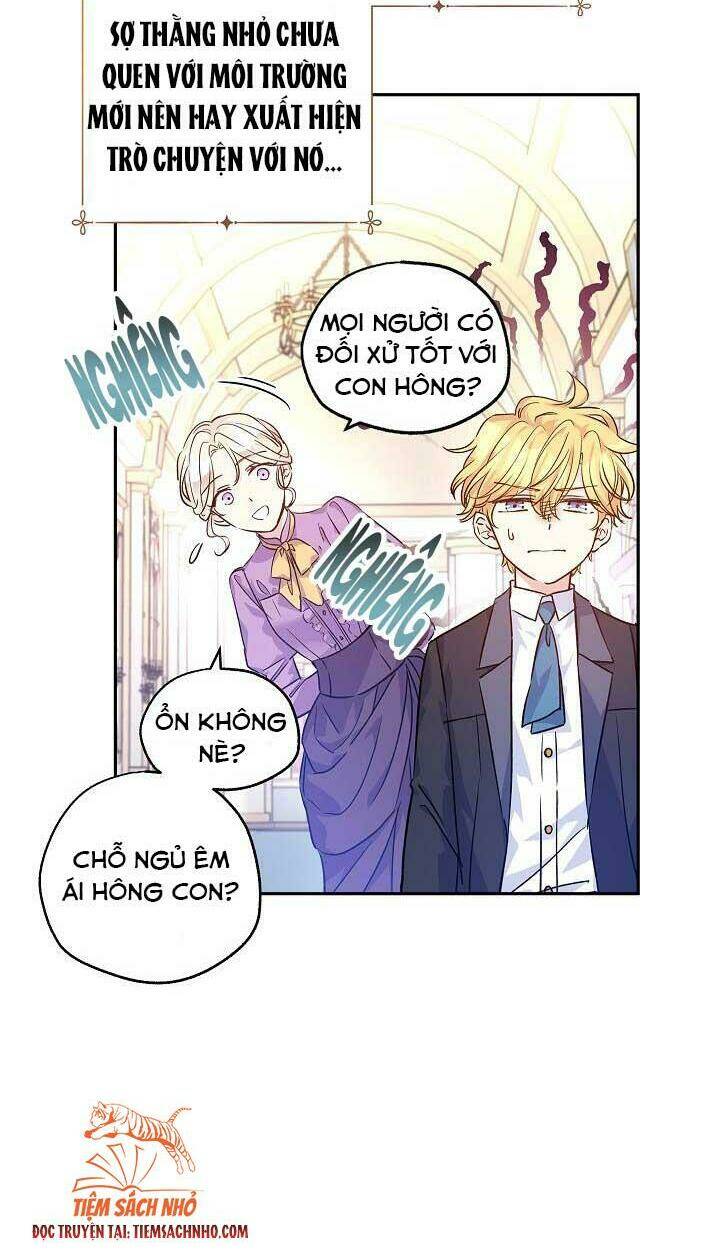 SỢ THẰNG NHỎ CHƯA
QUEN VỚI MÔI TRƯỜNG
MỚI NÊN HAY XUẤT HIỆN
TRÒ CHUYỆN VỚI NÓ...
NGHIÊNG
MỌI NGƯỜI CÓ
ĐỐI XỬ TỐT VỚI
CON HÔNG?
NGHIÊNG
ỔN KHÔNG
NÈ?
CHỖ NGỦ ÊM
ÁI HÔNG CON?
TIỆM SÁCH NHỎ
ĐỌC TRUYỆN TẠI: TIEMSACHNHO.COM